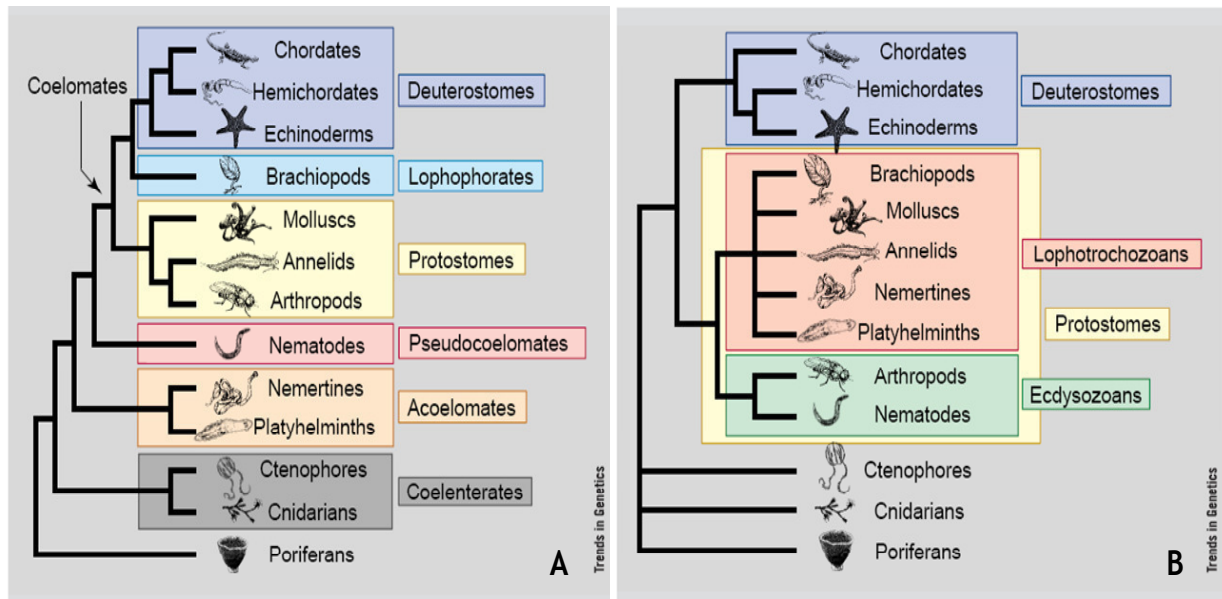 Coelomates
Chordates
Hemichordates
Echinoderms
Deuterostomes
Brachiopods
Lophophorates
Molluscs
Annelids
Arthropods
Protostomes
Nematodes
Pseudocoelomates
Nemertines
Platyhelminths
Acoelomates
Ctenophores
Cnidarians
Coelenterates
Poriferans
A
Trends in Genetics
Chordates
Hemichordates
Echinoderms
Deuterostomes
Brachiopods
Molluscs
Annelids
Nemertines
Platyhelminths
Lophotrochozoans
Protostomes
Arthropods
Nematodes
Ecdysozoans
Ctenophores
Cnidarians
Poriferans
B
Trends in Genetics